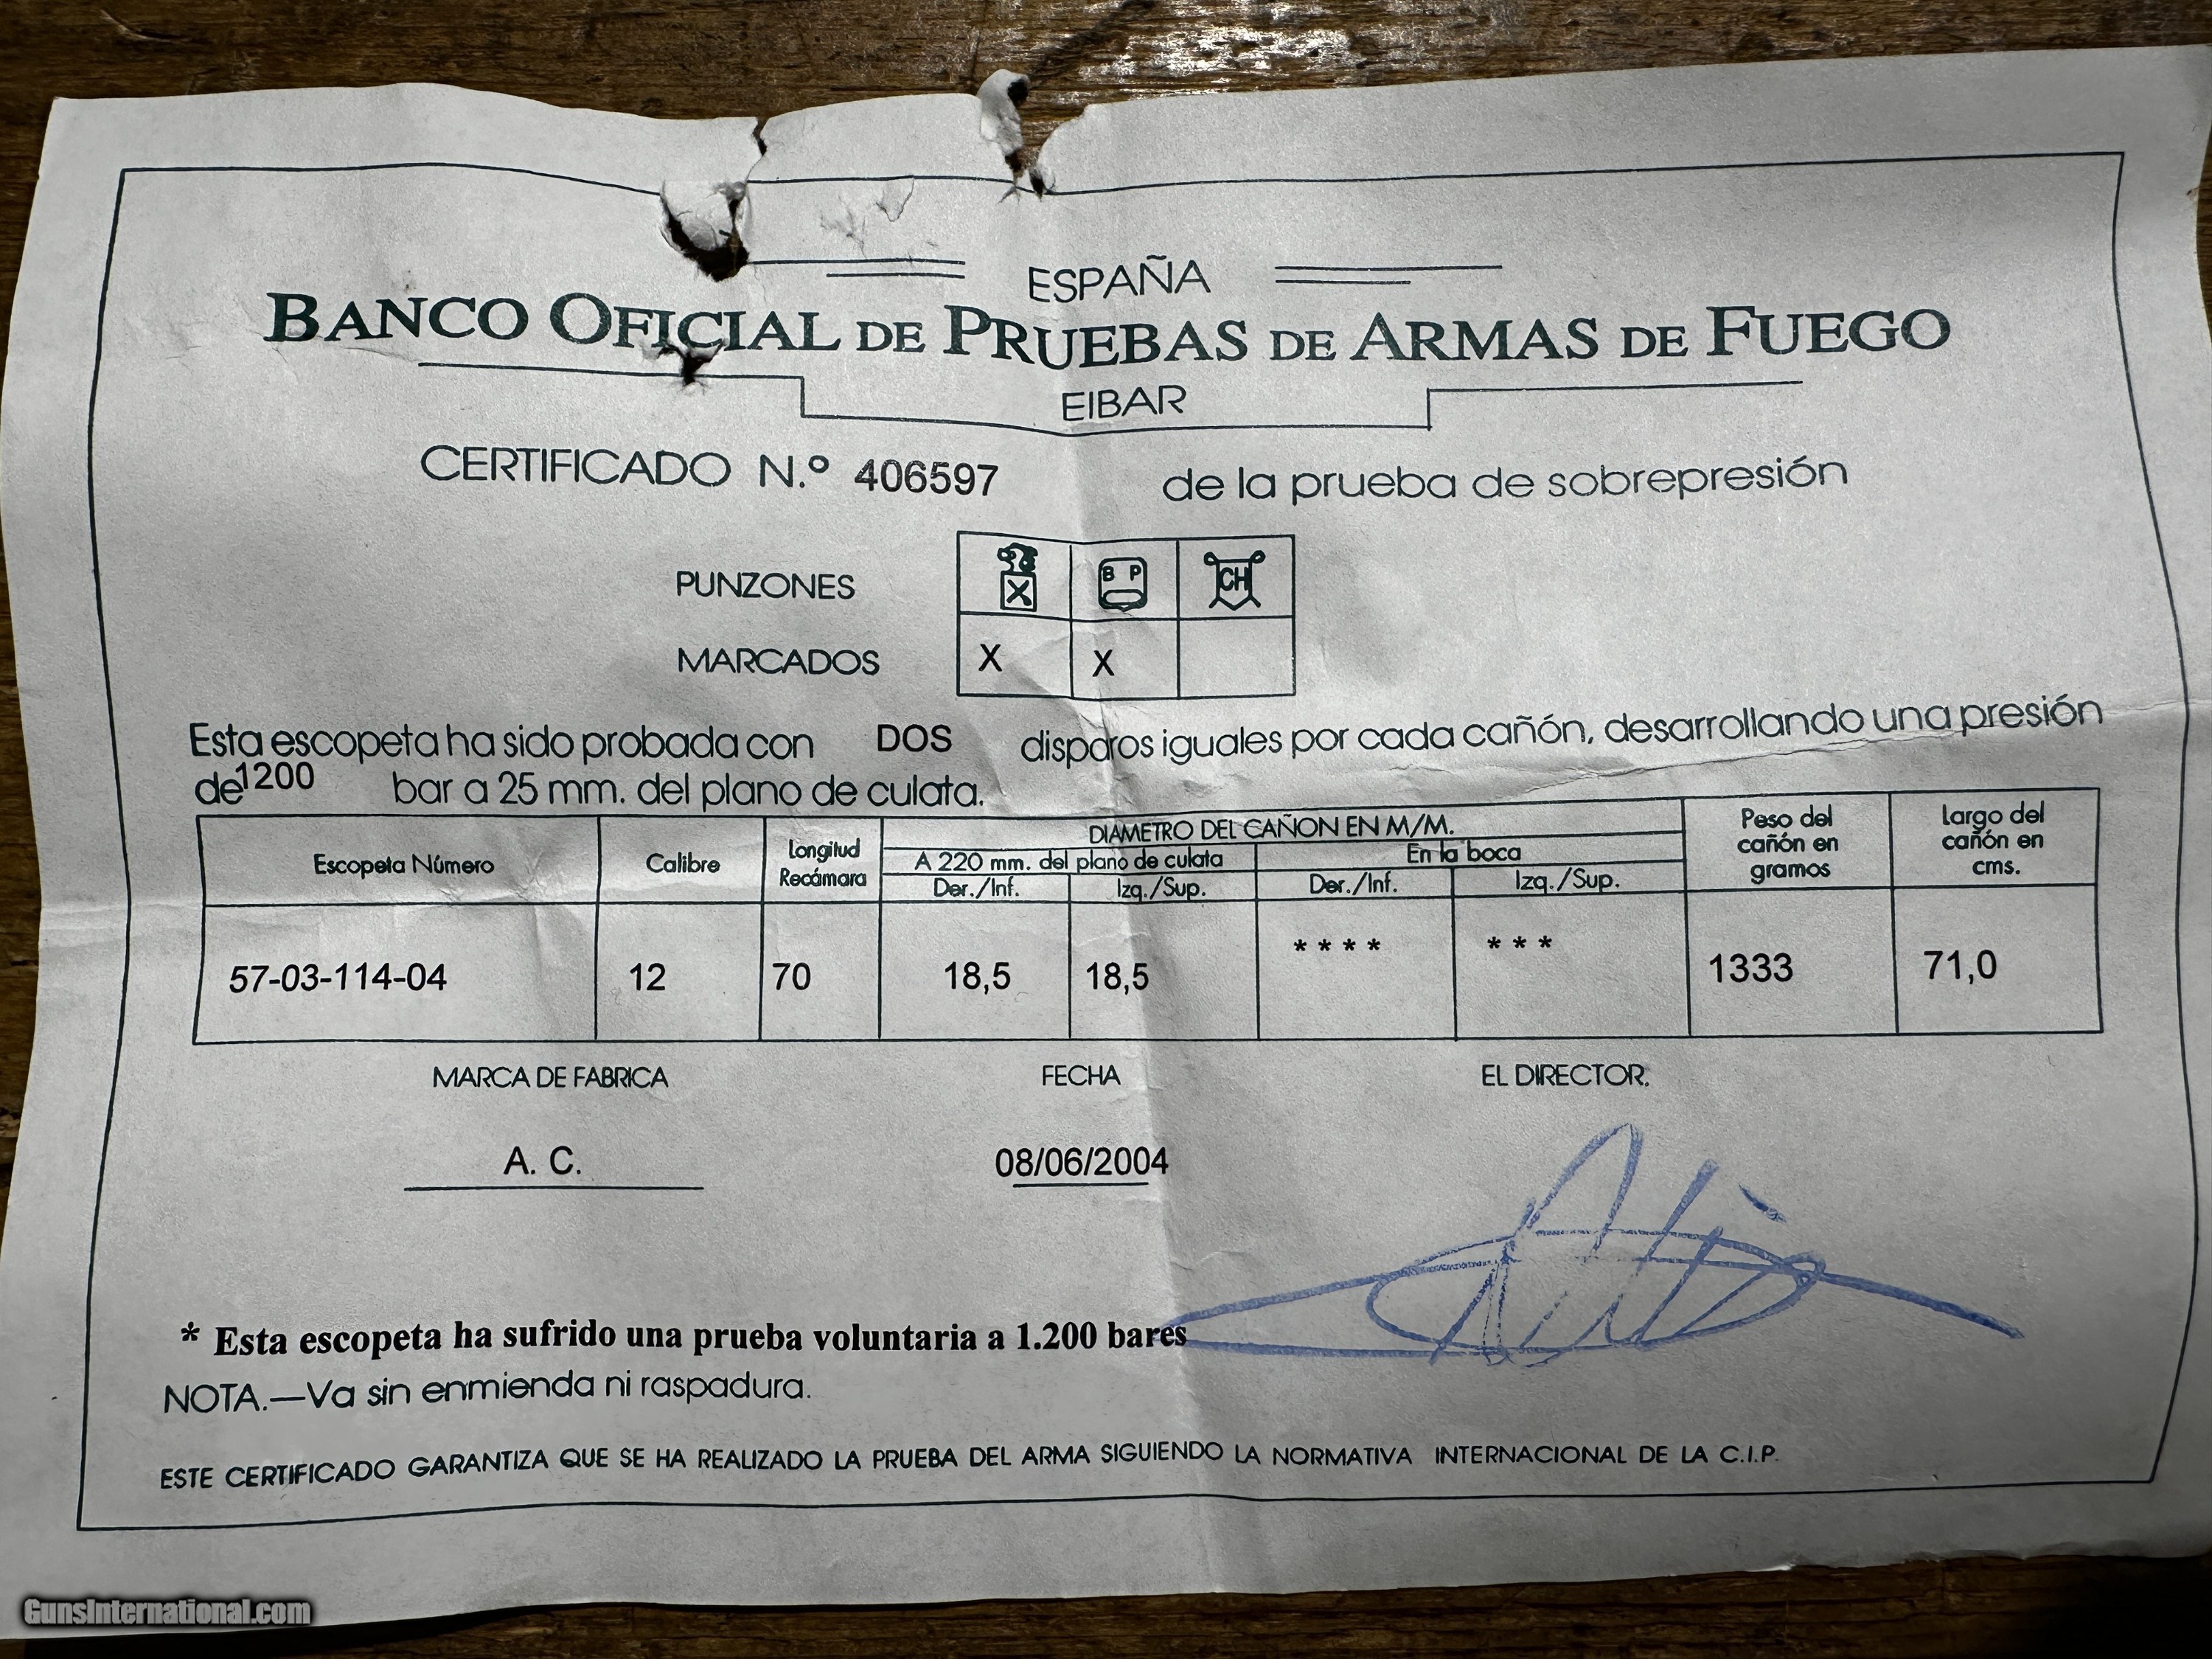 ESPAÑA
BANCO OFICIAL DE PRUEBAS DE ARMAS DE FUEGO
EIBAR
CERTIFICADO N.º 406597 de la prueba de sobrepresión
PUNZONES X B P CH
MARCADOS X X
Esta escopeta ha sido probada con DOS disparos iguales por cada cañón, desarrollando una presión
de 1200 bar a 25 mm. del plano de culata.
Escopeta Número
Calibre
Longitud
Recámara
DIAMETRO DEL CAÑON EN M/M.
A 220 mm. del plano de culata
En la boca
Der./Inf. Izq./Sup. Der./Inf. Izq./Sup.
Peso del
cañón en
gramos
Largo del
cañón en
cms.
57-03-114-04 12 70 18,5 18,5 **** *** 1333 71,0
MARCA DE FABRICA FECHA EL DIRECTOR.
A. C. 08/06/2004
* Esta escopeta ha sufrido una prueba voluntaria a 1.200 bares
NOTA.—Va sin enmienda ni raspadura.
ESTE CERTIFICADO GARANTIZA QUE SE HA REALIZADO LA PRUEBA DEL ARMA SIGUIENDO LA NORMATIVA INTERNACIONAL DE LA C.I.P.
GunsInternational.com